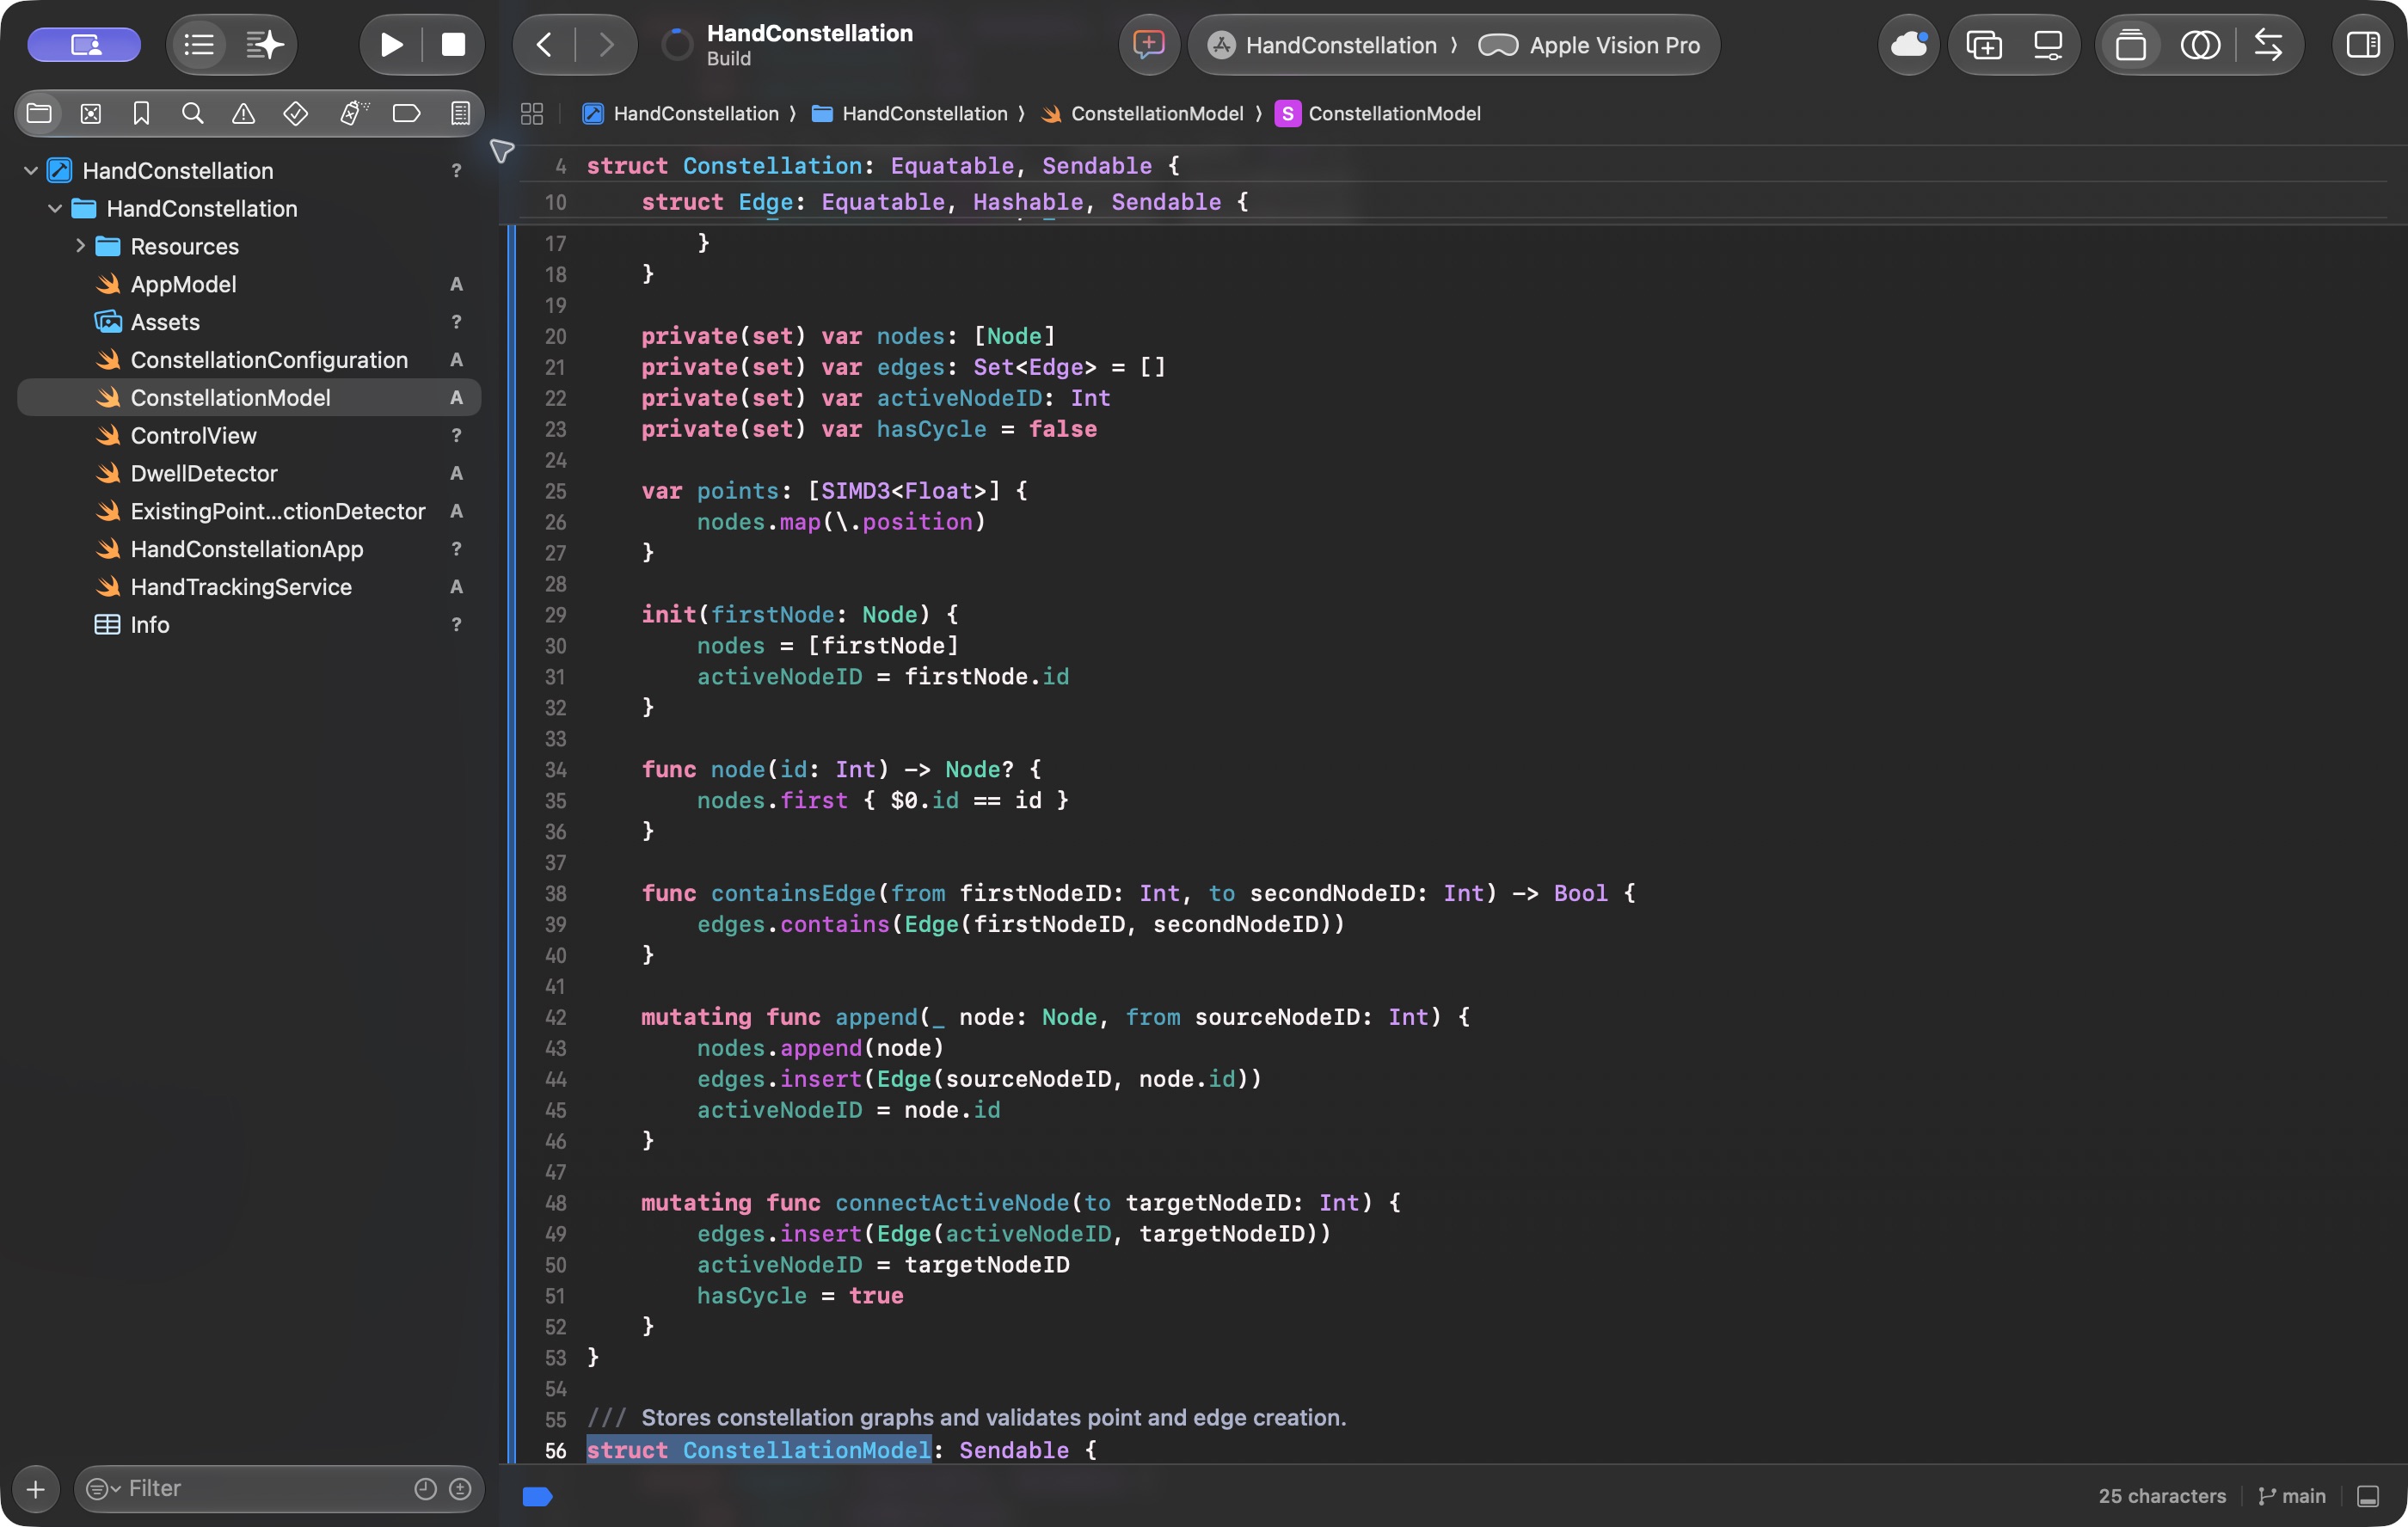 HandConstellation
Build
HandConstellation 〉 Apple Vision Pro
HandConstellation 〉 HandConstellation 〉 ConstellationModel 〉 S ConstellationModel
HandConstellation ?
HandConstellation
Resources
AppModel A
Assets ?
ConstellationConfiguration A
ConstellationModel A
ControlView ?
DwellDetector A
ExistingPoint...ctionDetector A
HandConstellationApp ?
HandTrackingService A
Info ?
Filter
4 struct Constellation: Equatable, Sendable {
10     struct Edge: Equatable, Hashable, Sendable {
17         }
18     }
19
20     private(set) var nodes: [Node]
21     private(set) var edges: Set<Edge> = []
22     private(set) var activeNodeID: Int
23     private(set) var hasCycle = false
24
25     var points: [SIMD3<Float>] {
26         nodes.map(\.position)
27     }
28
29     init(firstNode: Node) {
30         nodes = [firstNode]
31         activeNodeID = firstNode.id
32     }
33
34     func node(id: Int) -> Node? {
35         nodes.first { $0.id == id }
36     }
37
38     func containsEdge(from firstNodeID: Int, to secondNodeID: Int) -> Bool {
39         edges.contains(Edge(firstNodeID, secondNodeID))
40     }
41
42     mutating func append(_ node: Node, from sourceNodeID: Int) {
43         nodes.append(node)
44         edges.insert(Edge(sourceNodeID, node.id))
45         activeNodeID = node.id
46     }
47
48     mutating func connectActiveNode(to targetNodeID: Int) {
49         edges.insert(Edge(activeNodeID, targetNodeID))
50         activeNodeID = targetNodeID
51         hasCycle = true
52     }
53 }
54
55 /// Stores constellation graphs and validates point and edge creation.
56 struct ConstellationModel: Sendable {
25 characters
main